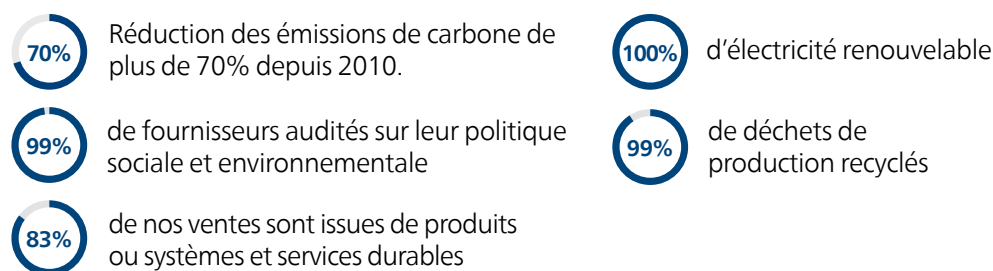 70%
Réduction des émissions de carbone de
plus de 70% depuis 2010.
100%
d’électricité renouvelable
99%
de fournisseurs audités sur leur politique
sociale et environnementale
99%
de déchets de
production recyclés
83%
de nos ventes sont issues de produits
ou systèmes et services durables